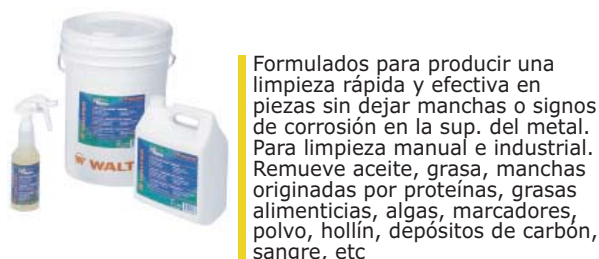 WALT
Formulados para producir una
limpieza rápida y efectiva en
piezas sin dejar manchas o signos
de corrosión en la sup. del metal.
Para limpieza manual e industrial.
Remueve aceite, grasa, manchas
originadas por proteínas, grasas
alimenticias, algas, marcadores,
polvo, hollín, depósitos de carbón,
sangre, etc